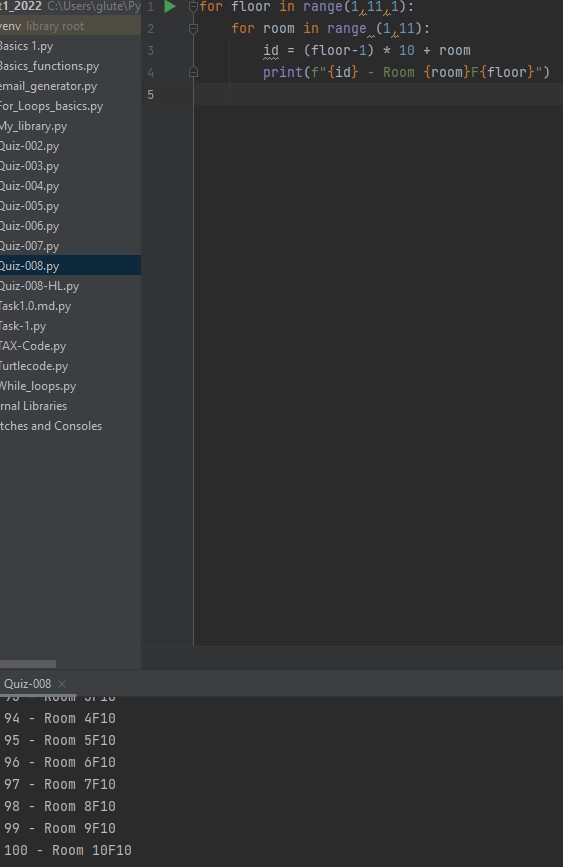 t1_2022 C:\Users\glute\Py
venv library root
Basics 1.py
Basics_functions.py
email_generator.py
For_Loops_basics.py
My_library.py
Quiz-002.py
Quiz-003.py
Quiz-004.py
Quiz-005.py
Quiz-006.py
Quiz-007.py
Quiz-008.py
Quiz-008-HL.py
Task1.0.md.py
Task-1.py
TAX-Code.py
Turtlecode.py
While_loops.py
rnal Libraries
tches and Consoles
1 for floor in range(1,11,1):
2 for room in range (1,11):
3 id = (floor-1) * 10 + room
4 print(f"{id} - Room {room}F{floor}")
5
Quiz-008
93 - Room 3F10
94 - Room 4F10
95 - Room 5F10
96 - Room 6F10
97 - Room 7F10
98 - Room 8F10
99 - Room 9F10
100 - Room 10F10